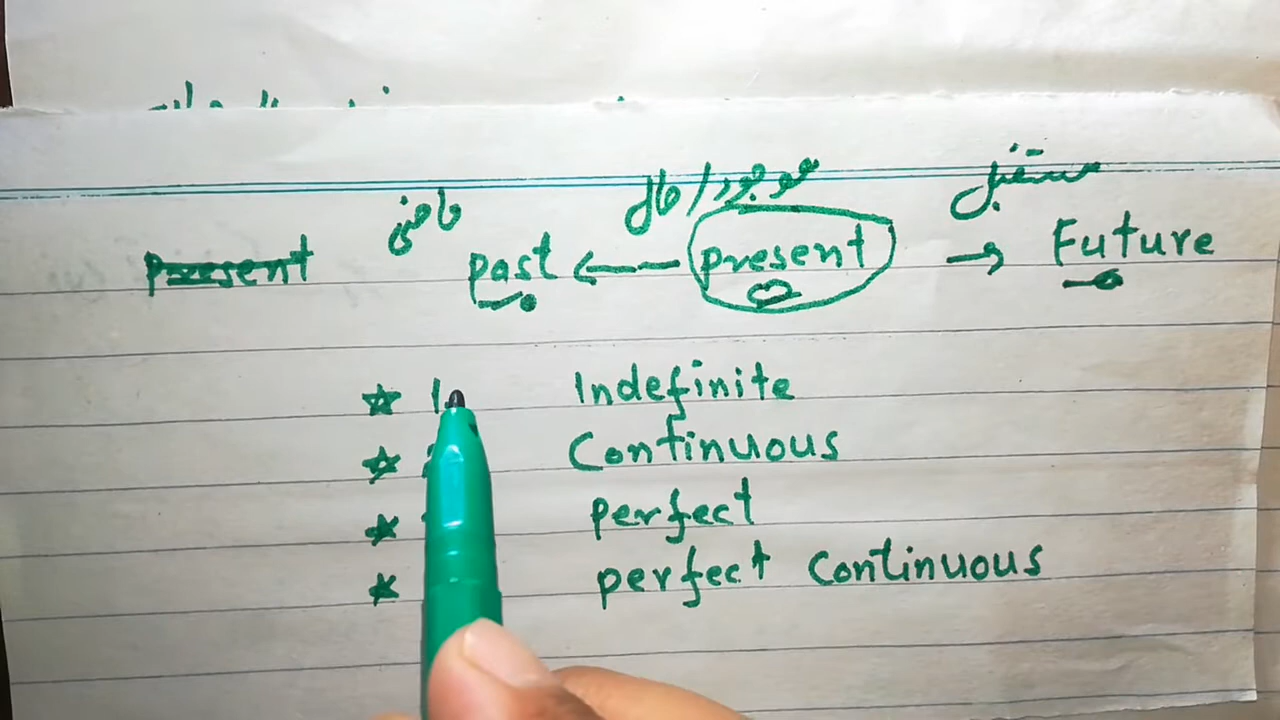 ماضی موجود/حال مستقبل
present past ← present → Future
1 Indefinite
Continuous
perfect
perfect Continuous